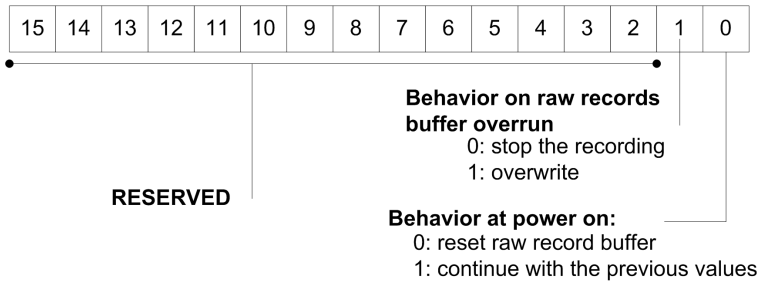 15 14 13 12 11 10 9 8 7 6 5 4 3 2 1 0
Behavior on raw records
buffer overrun
0: stop the recording
1: overwrite
RESERVED
Behavior at power on:
0: reset raw record buffer
1: continue with the previous values